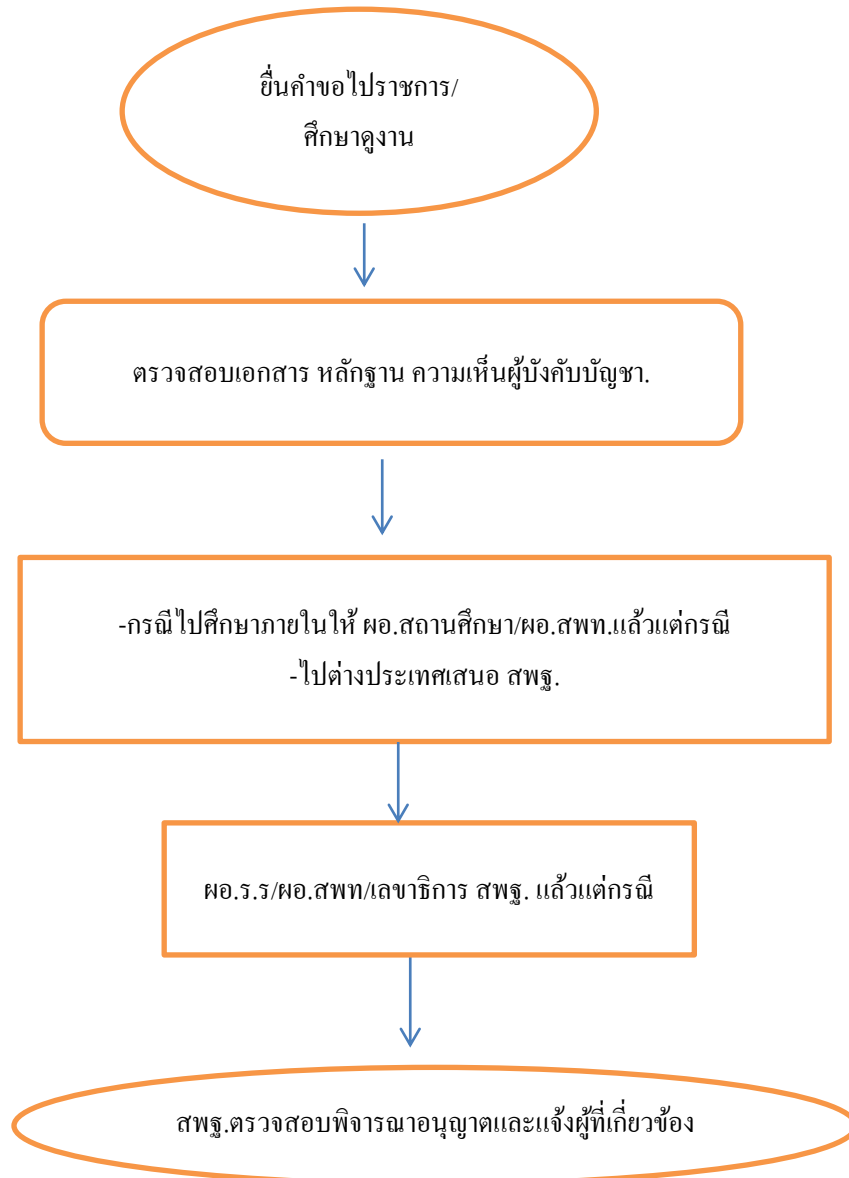 ยื่นคำขอไปราชการ/
ศึกษาดูงาน
ตรวจสอบเอกสาร หลักฐาน ความเห็นผู้บังคับบัญชา.
-กรณีไปศึกษาภายในให้ ผอ.สถานศึกษา/ผอ.สพท.แล้วแต่กรณี
-ไปต่างประเทศเสนอ สพฐ.
ผอ.ร.ร/ผอ.สพท/เลขาธิการ สพฐ. แล้วแต่กรณี
สพฐ.ตรวจสอบพิจารณาอนุญาตและแจ้งผู้ที่เกี่ยวข้อง